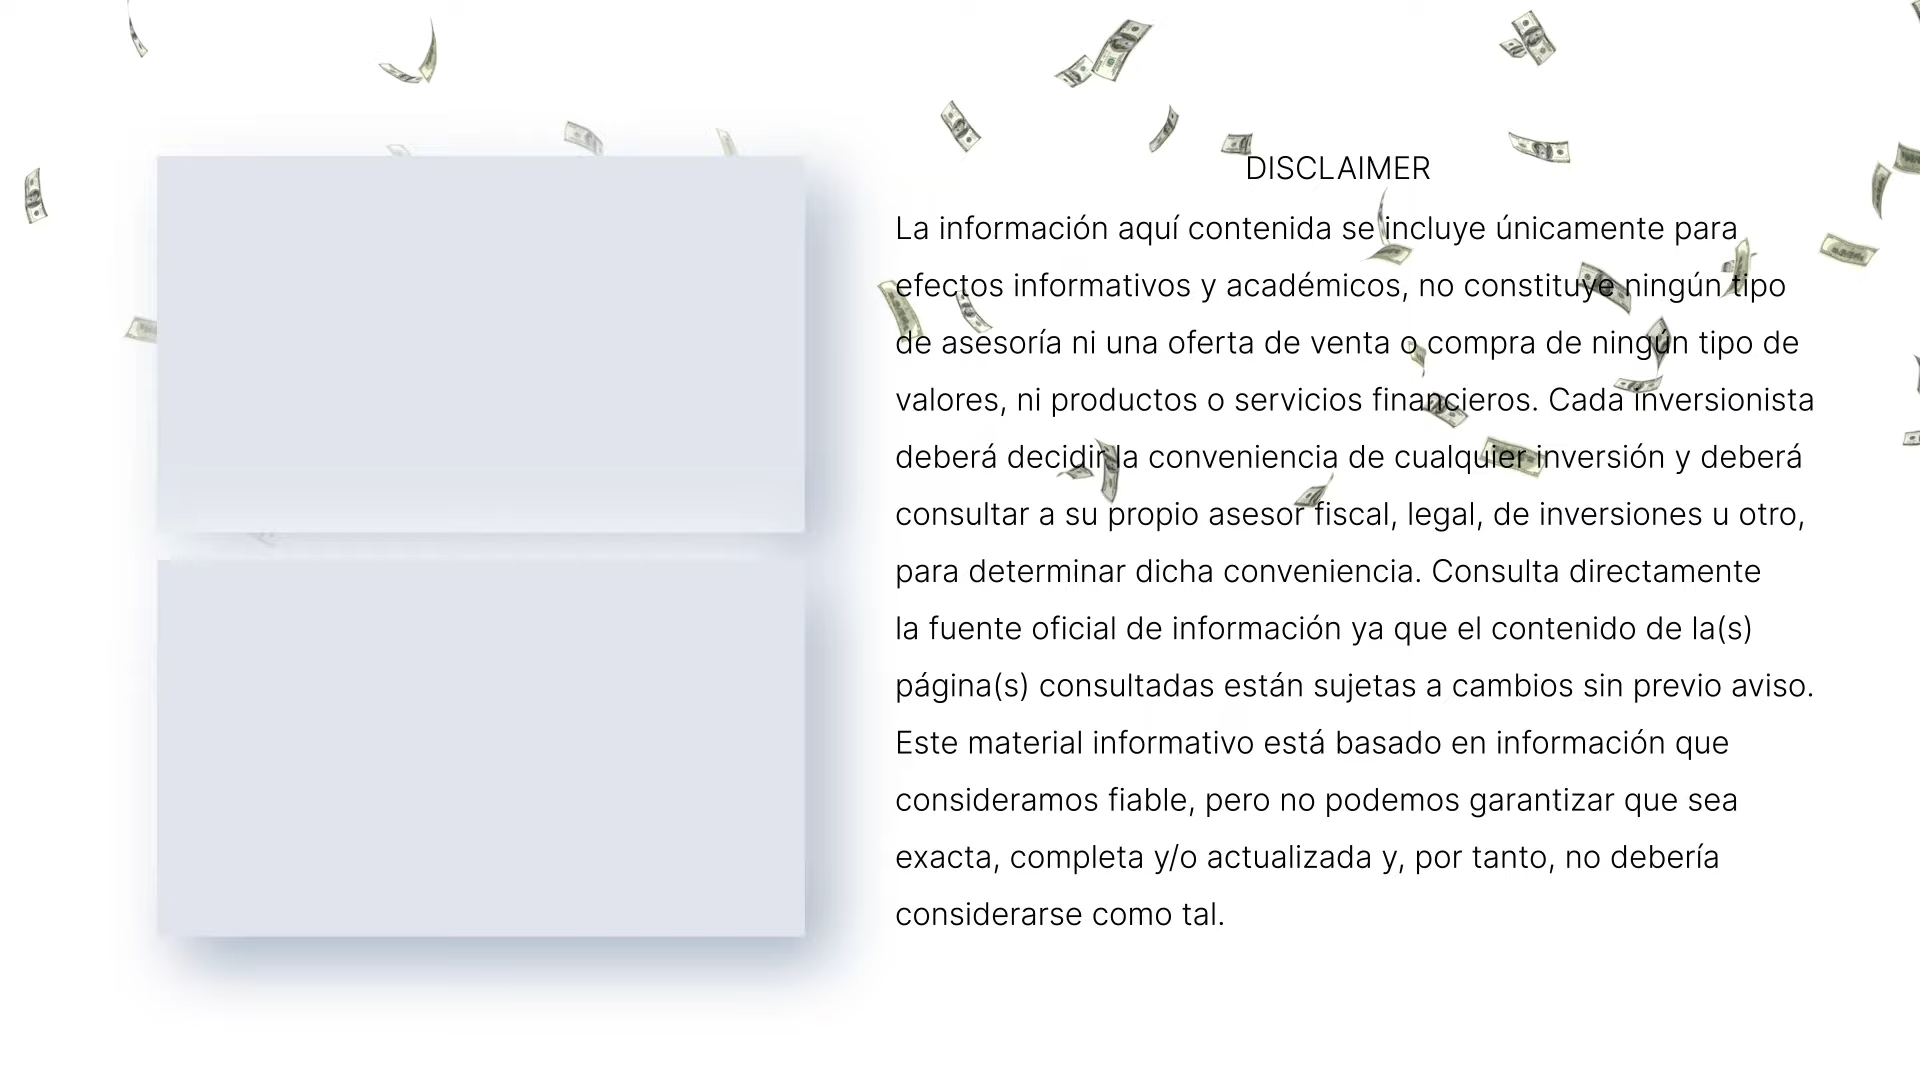 DISCLAIMER
La información aquí contenida se incluye únicamente para
efectos informativos y académicos, no constituye ningún tipo
de asesoría ni una oferta de venta o compra de ningún tipo de
valores, ni productos o servicios financieros. Cada inversionista
deberá decidir la conveniencia de cualquier inversión y deberá
consultar a su propio asesor fiscal, legal, de inversiones u otro,
para determinar dicha conveniencia. Consulta directamente
la fuente oficial de información ya que el contenido de la(s)
página(s) consultadas están sujetas a cambios sin previo aviso.
Este material informativo está basado en información que
consideramos fiable, pero no podemos garantizar que sea
exacta, completa y/o actualizada y, por tanto, no debería
considerarse como tal.